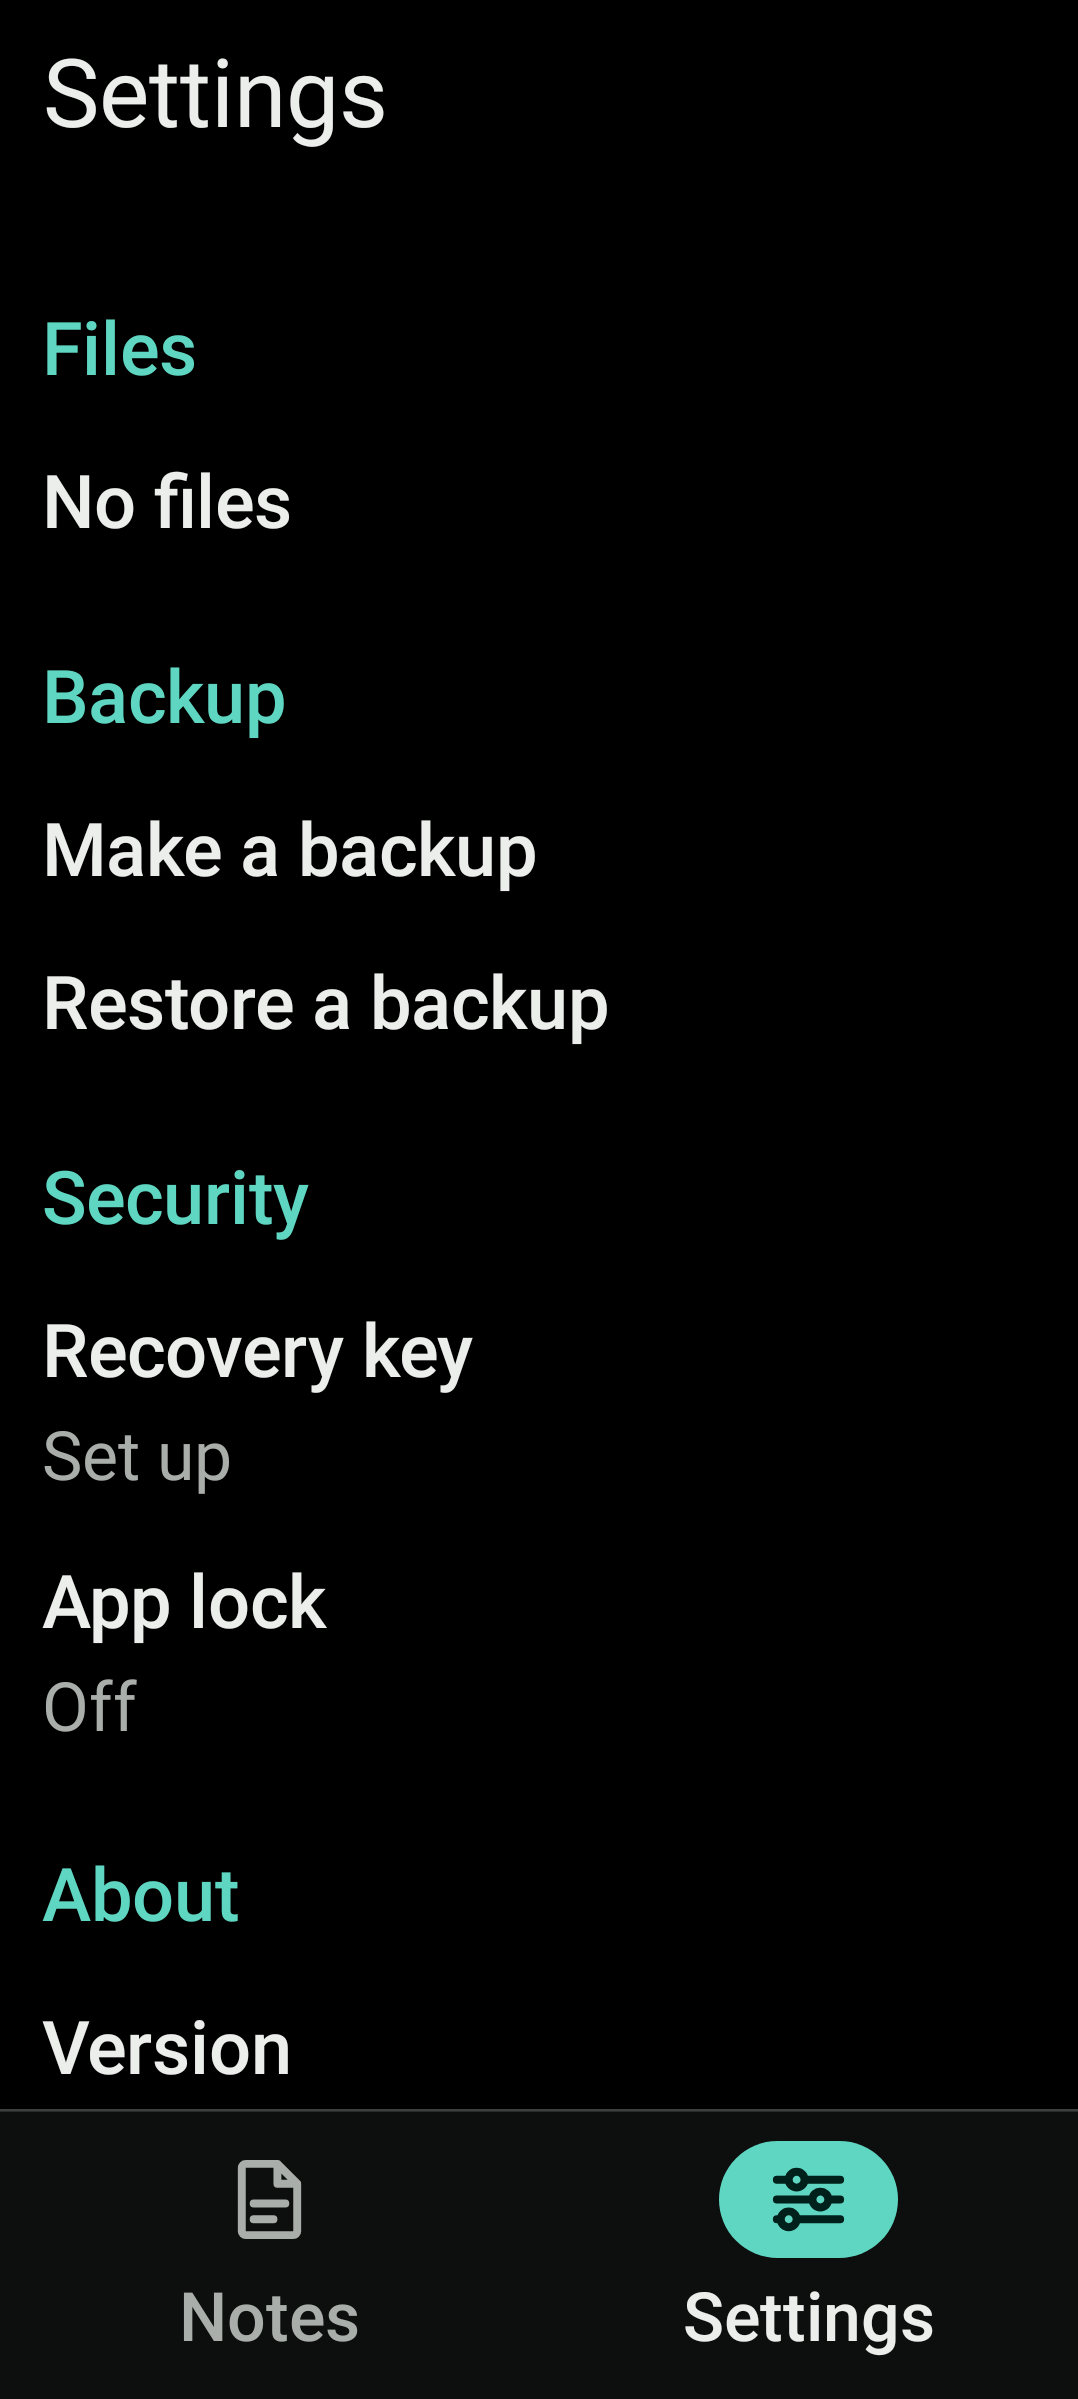 Settings
Files
No files
Backup
Make a backup
Restore a backup
Security
Recovery key
Set up
App lock
Off
About
Version
Notes
Settings